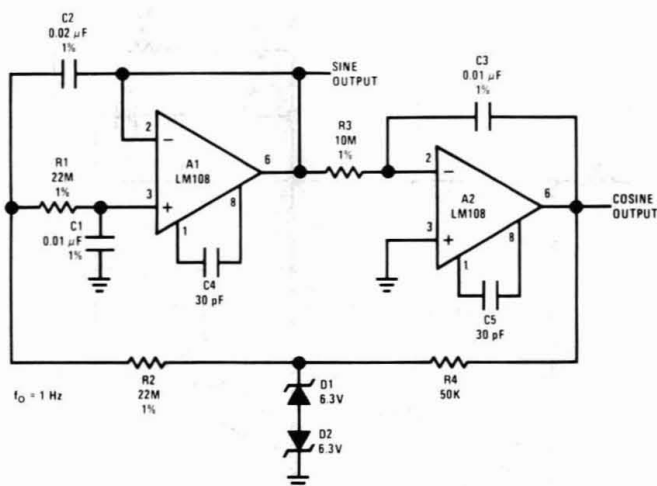 C2
0.02 µF
1%
SINE
OUTPUT
C3
0.01 µF
1%
R3
10M
1%
2
A1
LM108
6
3
8
1
R1
22M
1%
C1
0.01 µF
1%
C4
30 pF
2
A2
LM108
6
3
8
1
COSINE
OUTPUT
C5
30 pF
R2
22M
1%
R4
50K
D1
6.3V
D2
6.3V
fO = 1 Hz